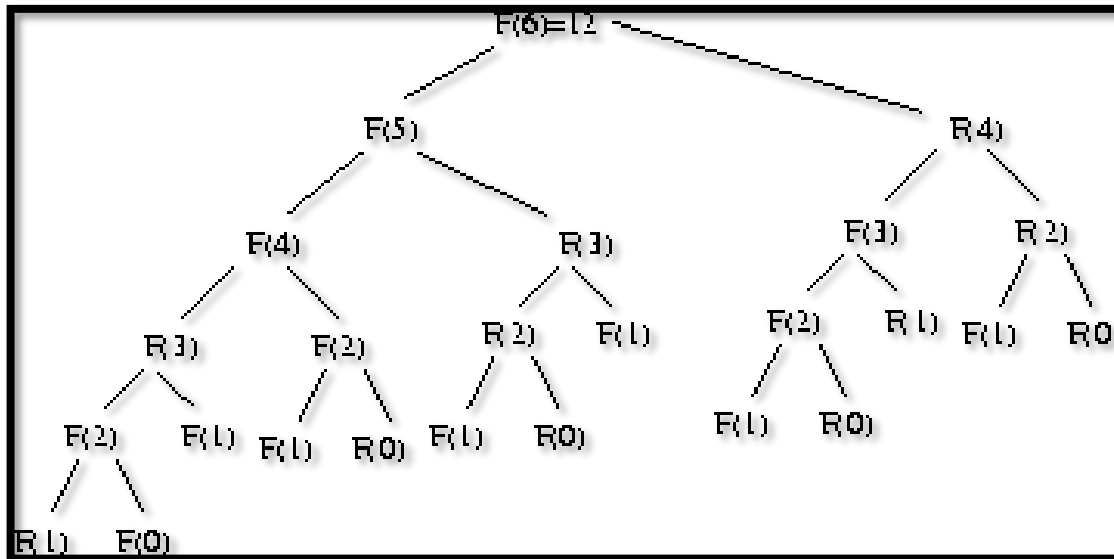 F(6)=12
F(5) F(4)
F(4) F(3) F(3) F(2)
F(3) F(2) F(2) F(1) F(2) F(1) F(1) F(0
F(2) F(1) F(1) F(0) F(1) F(0) F(1) F(0)
F(1) F(0)